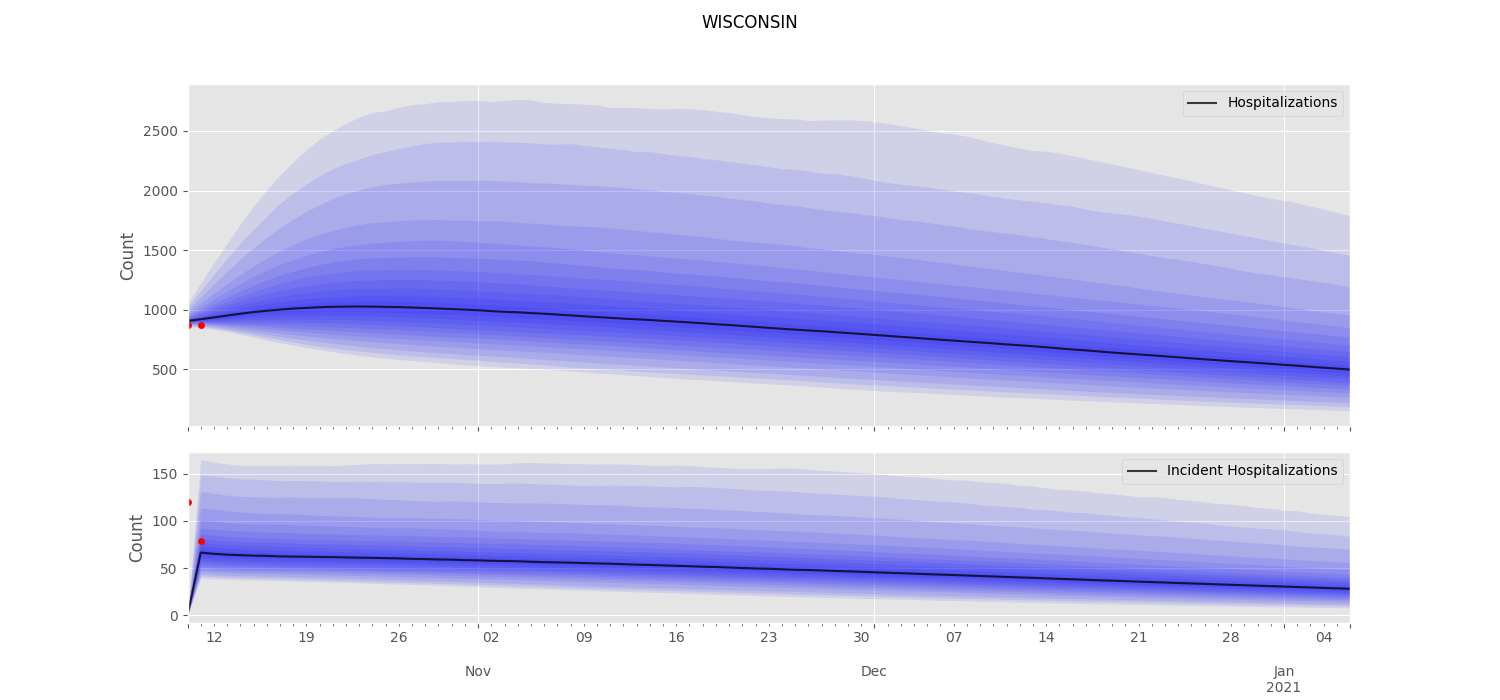 WISCONSIN
Hospitalizations
Count
2500
2000
1500
1000
500
Incident Hospitalizations
Count
150
100
50
0
12 19 26 02 09 16 23 30 07 14 21 28 04
Nov Dec Jan
2021